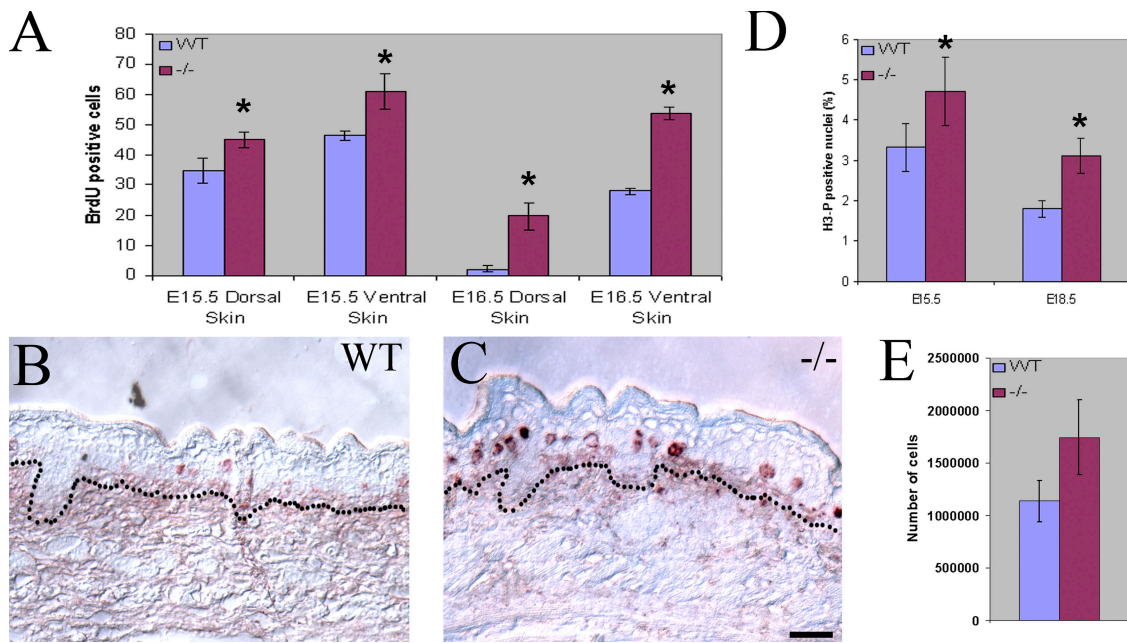 A
80
70
60
50
40
30
20
10
0
BrdU positive cells
WT
-/-
*
*
*
*
E15.5 Dorsal Skin
E15.5 Ventral Skin
E16.5 Dorsal Skin
E16.5 Ventral Skin
D
6
5
4
3
2
1
0
H3-P positive nuclei (%)
WT
-/-
*
*
E15.5
E18.5
B
WT
C
-/-
E
2500000
2000000
1500000
1000000
500000
0
Number of cells
WT
-/-